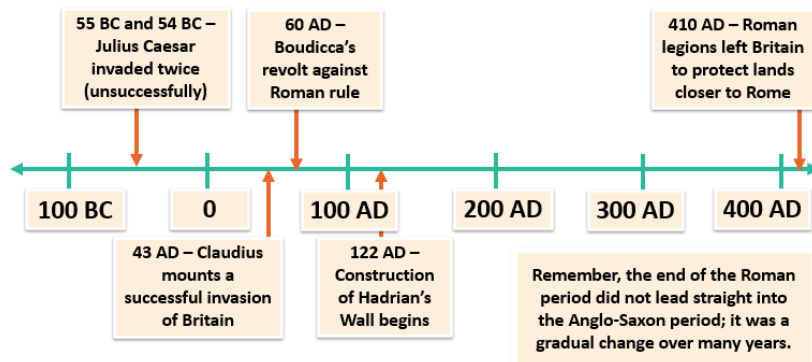 55 BC and 54 BC –
Julius Caesar
invaded twice
(unsuccessfully)
60 AD –
Boudicca's
revolt against
Roman rule
410 AD – Roman
legions left Britain
to protect lands
closer to Rome
100 BC
0
100 AD
200 AD
300 AD
400 AD
43 AD – Claudius
mounts a
successful invasion
of Britain
122 AD –
Construction
of Hadrian's
Wall begins
Remember, the end of the Roman
period did not lead straight into
the Anglo-Saxon period; it was a
gradual change over many years.